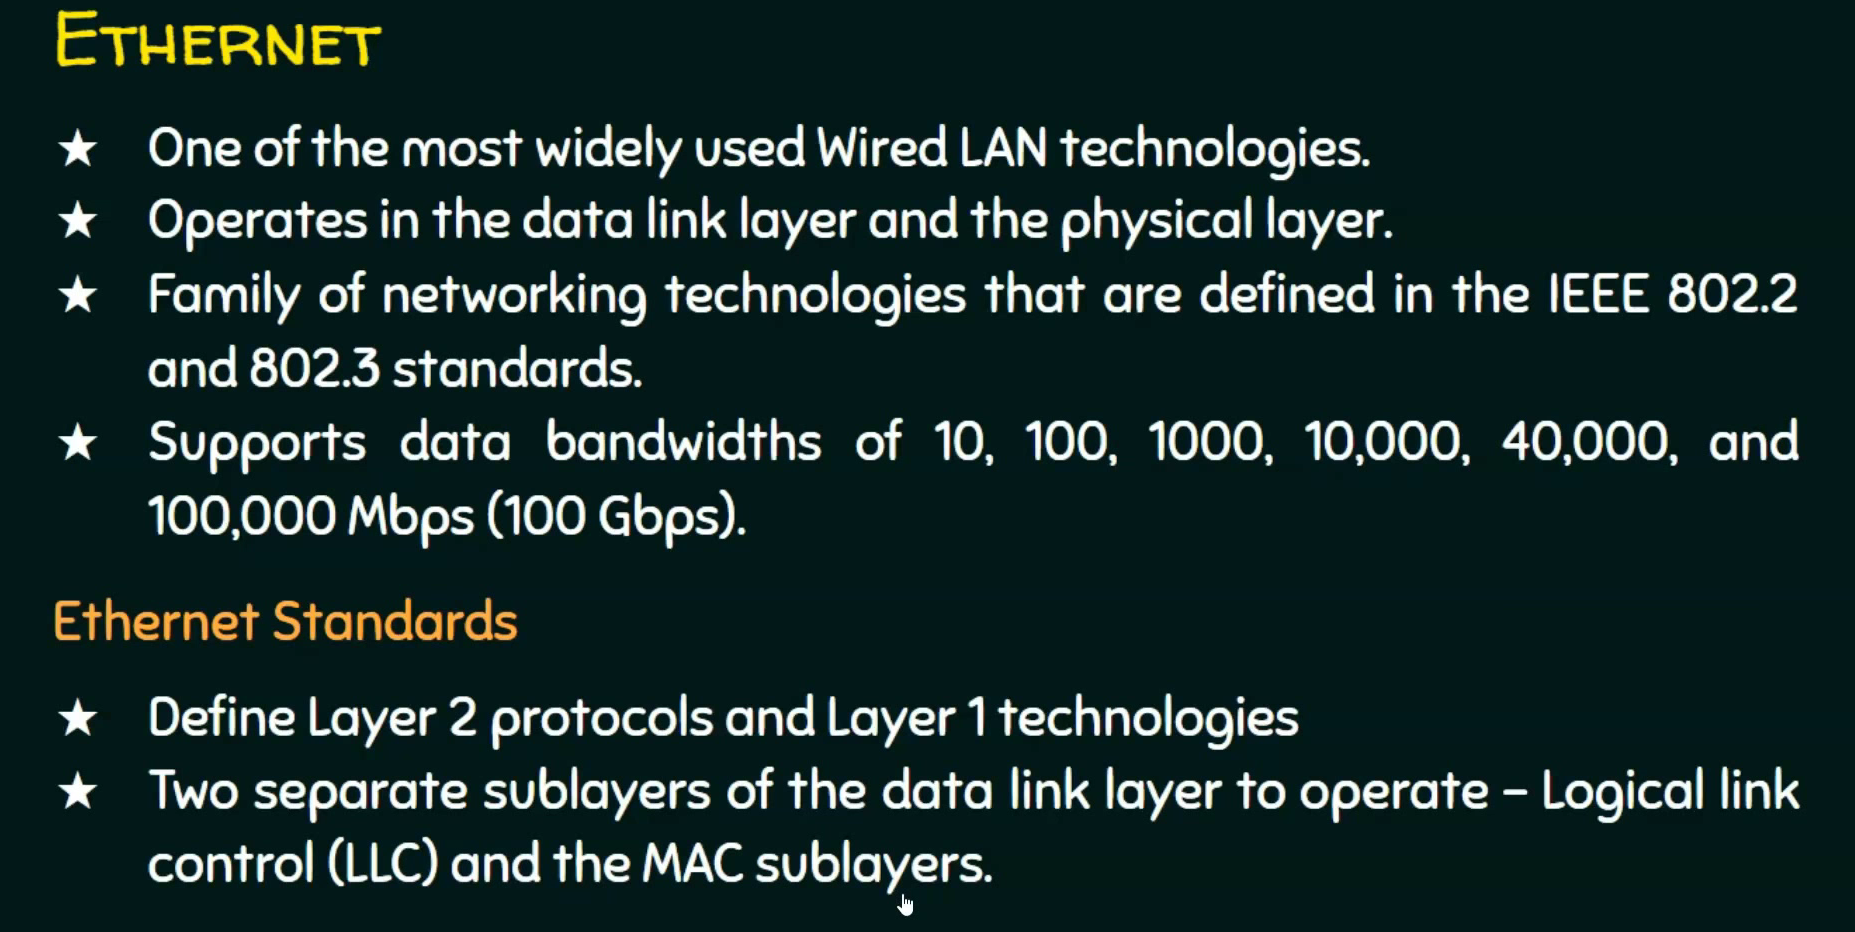 ETHERNET
★ One of the most widely used Wired LAN technologies.
★ Operates in the data link layer and the physical layer.
★ Family of networking technologies that are defined in the IEEE 802.2
and 802.3 standards.
★ Supports data bandwidths of 10, 100, 1000, 10,000, 40,000, and
100,000 Mbps (100 Gbps).
Ethernet Standards
★ Define Layer 2 protocols and Layer 1 technologies
★ Two separate sublayers of the data link layer to operate – Logical link
control (LLC) and the MAC sublayers.